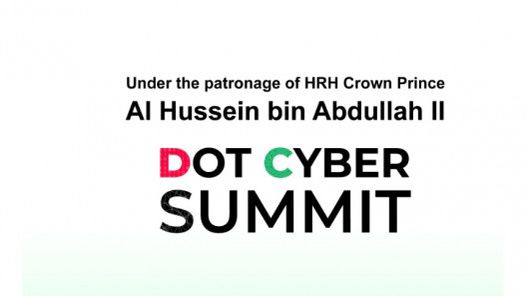 Under the patronage of HRH Crown Prince
Al Hussein bin Abdullah II
DOT CYBER
SUMMIT